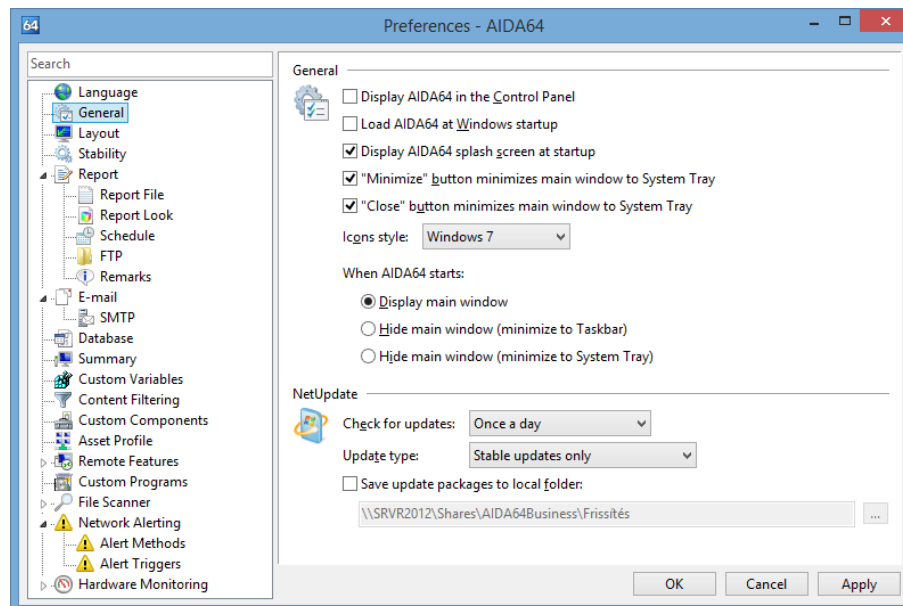 64 Preferences - AIDA64
Search
Language
General
Layout
Stability
Report
Report File
Report Look
Schedule
FTP
Remarks
E-mail
SMTP
Database
Summary
Custom Variables
Content Filtering
Custom Components
Asset Profile
Remote Features
Custom Programs
File Scanner
Network Alerting
Alert Methods
Alert Triggers
Hardware Monitoring
General
Display AIDA64 in the Control Panel
Load AIDA64 at Windows startup
Display AIDA64 splash screen at startup
"Minimize" button minimizes main window to System Tray
"Close" button minimizes main window to System Tray
Icons style: Windows 7
When AIDA64 starts:
Display main window
Hide main window (minimize to Taskbar)
Hide main window (minimize to System Tray)
NetUpdate
Check for updates: Once a day
Update type: Stable updates only
Save update packages to local folder:
\\SRVR2012\Shares\AIDA64Business\Frissítés ...
OK Cancel Apply